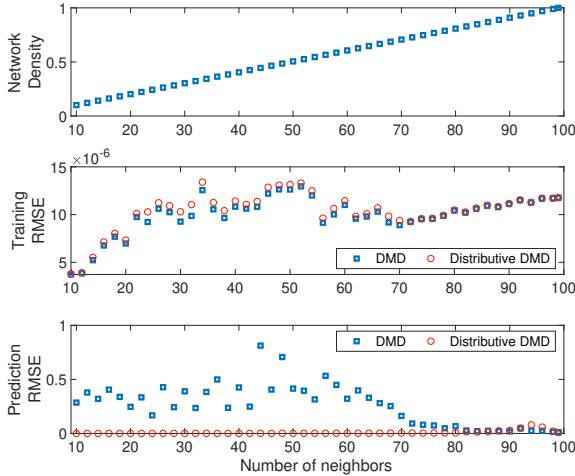 Network
Density
1
0.5
0
10 20 30 40 50 60 70 80 90 100
×10⁻⁶
Training
RMSE
15
10
5
DMD Distributive DMD
10 20 30 40 50 60 70 80 90 100
Prediction
RMSE
1
0.5
0
DMD Distributive DMD
10 20 30 40 50 60 70 80 90 100
Number of neighbors